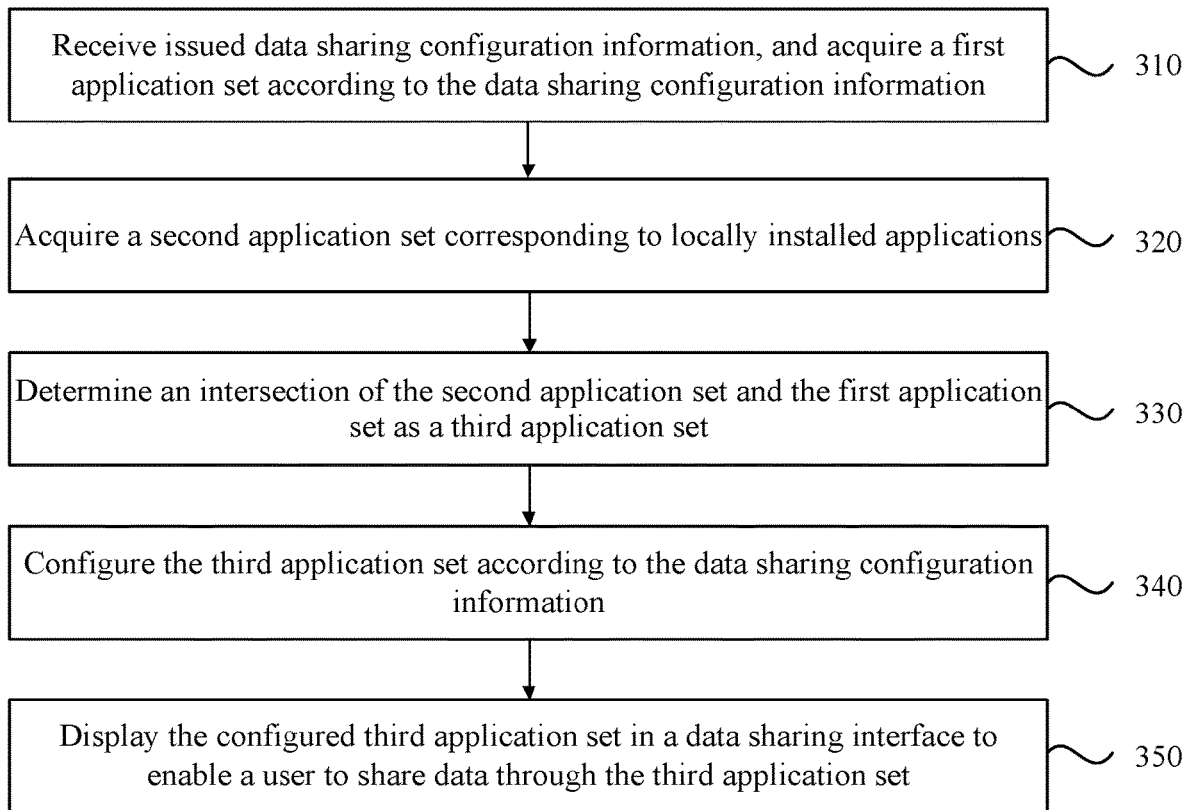 Receive issued data sharing configuration information, and acquire a first
application set according to the data sharing configuration information
310
Acquire a second application set corresponding to locally installed applications
320
Determine an intersection of the second application set and the first application
set as a third application set
330
Configure the third application set according to the data sharing configuration
information
340
Display the configured third application set in a data sharing interface to
enable a user to share data through the third application set
350